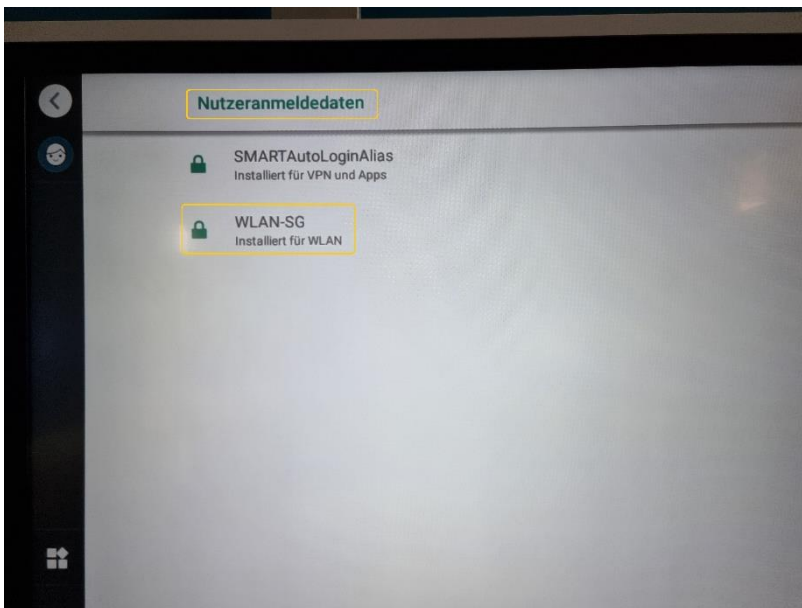 Nutzeranmeldedaten
SMARTAutoLoginAlias
Installiert für VPN und Apps
WLAN-SG
Installiert für WLAN